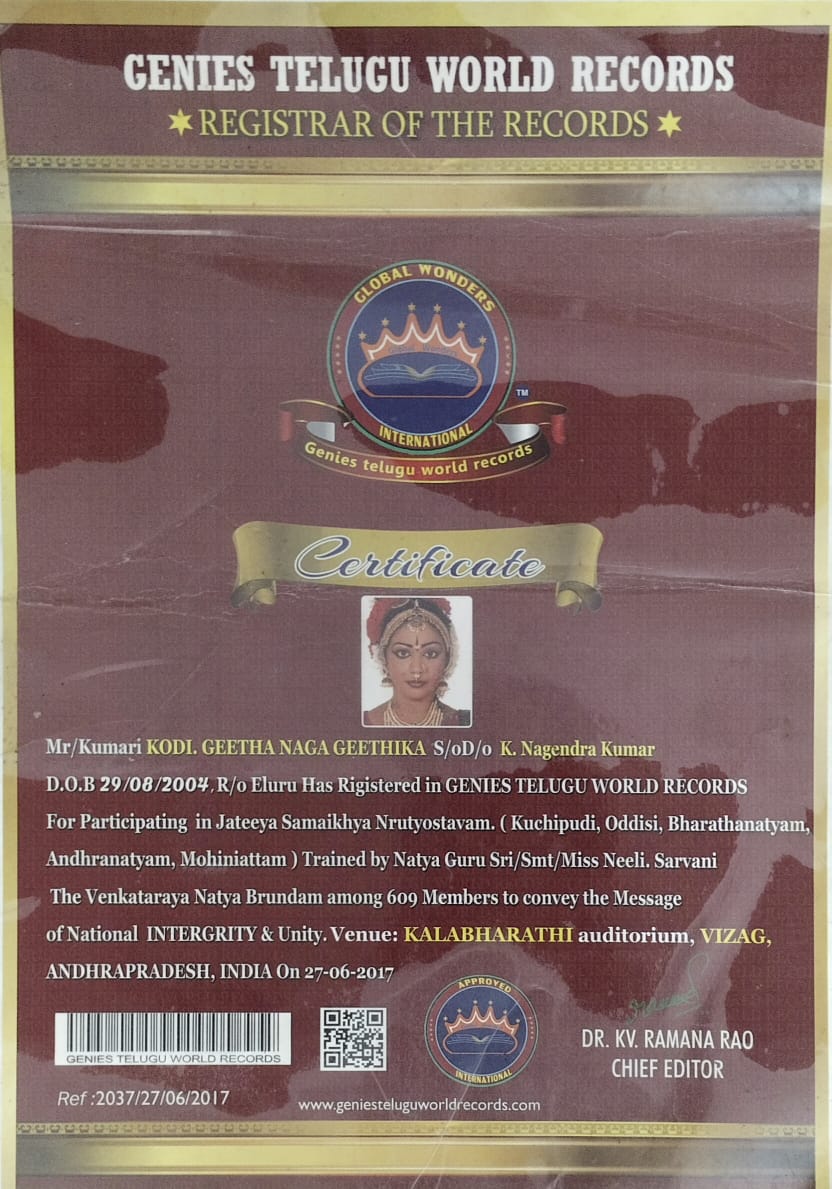 GENIES TELUGU WORLD RECORDS
REGISTRAR OF THE RECORDS
GLOBAL WONDERS
TM
INTERNATIONAL
Genies telugu world records
Certificate
Mr/Kumari KODI. GEETHA NAGA GEETHIKA S/oD/o K. Nagendra Kumar
D.O.B 29/08/2004, R/o Eluru Has Rigistered in GENIES TELUGU WORLD RECORDS
For Participating in Jateeya Samaikhya Nrutyostavam. ( Kuchipudi, Oddisi, Bharathanatyam,
Andhranatyam, Mohiniattam ) Trained by Natya Guru Sri/Smt/Miss Neeli. Sarvani
The Venkataraya Natya Brundam among 609 Members to convey the Message
of National INTERGRITY & Unity. Venue: KALABHARATHI auditorium, VIZAG,
ANDHRAPRADESH, INDIA On 27-06-2017
APPROVED
INTERNATIONAL
GENIES TELUGU WORLD RECORDS
DR. KV. RAMANA RAO
CHIEF EDITOR
Ref :2037/27/06/2017
www.geniesteluguworldrecords.com